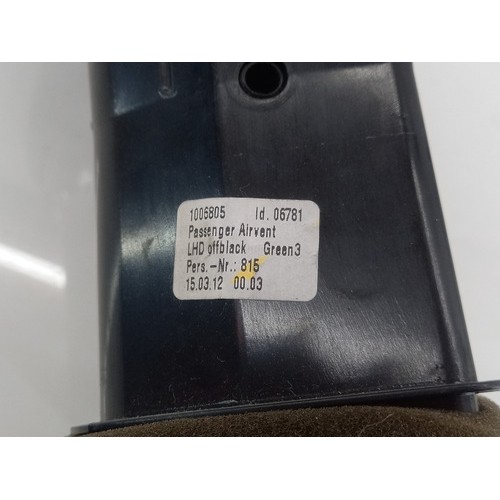 1006805 Id. 06781
Passenger Airvent
LHD offblack Green3
Pers.-Nr.: 815
15.03.12 00.03